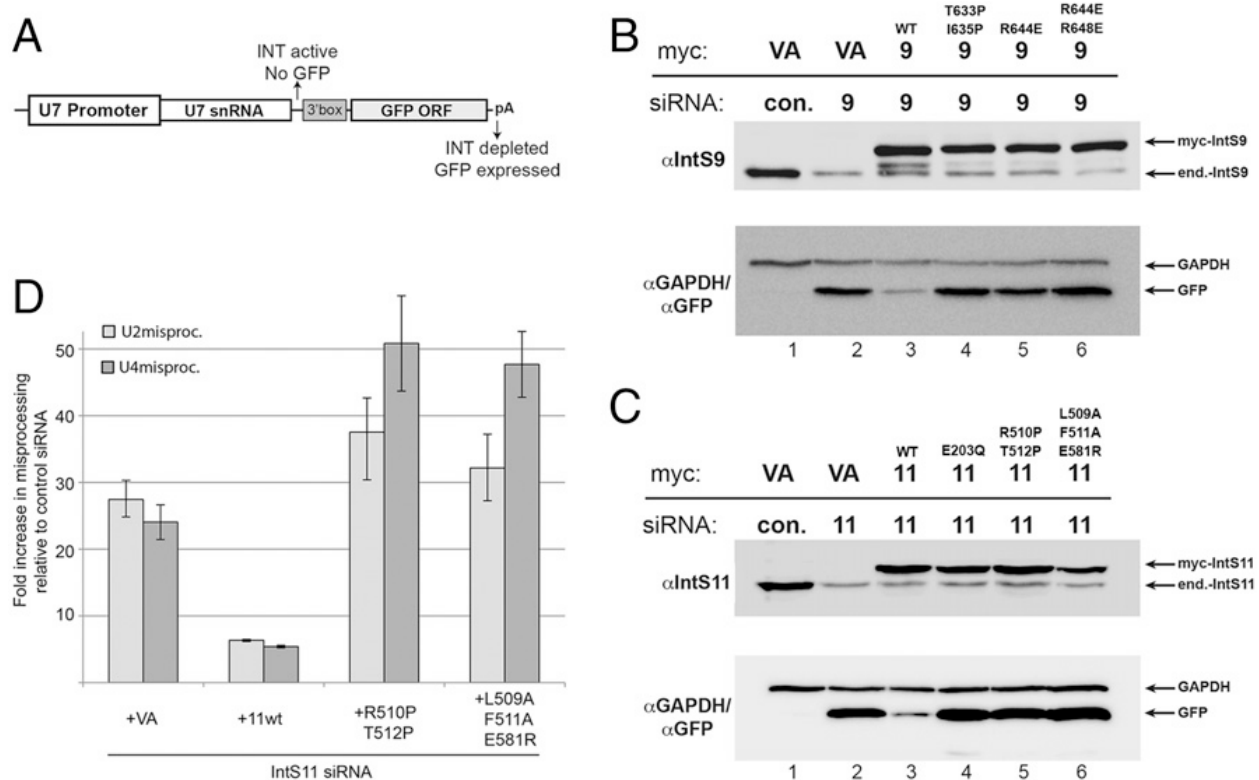 A
INT active
No GFP
U7 Promoter U7 snRNA 3'box GFP ORF pA
INT depleted
GFP expressed
B
myc: VA VA WT 9 T633P I635P 9 R644E 9 R644E R648E 9
siRNA: con. 9 9 9 9 9
αIntS9
myc-IntS9
end.-IntS9
αGAPDH/
αGFP
GAPDH
GFP
1 2 3 4 5 6
C
myc: VA VA WT 11 E203Q 11 R510P T512P 11 L509A F511A E581R 11
siRNA: con. 11 11 11 11 11
αIntS11
myc-IntS11
end.-IntS11
αGAPDH/
αGFP
GAPDH
GFP
1 2 3 4 5 6
D
U2misproc.
U4misproc.
Fold increase in misprocessing
relative to control siRNA
50
40
30
20
10
+VA +11wt +R510P T512P +L509A F511A E581R
IntS11 siRNA